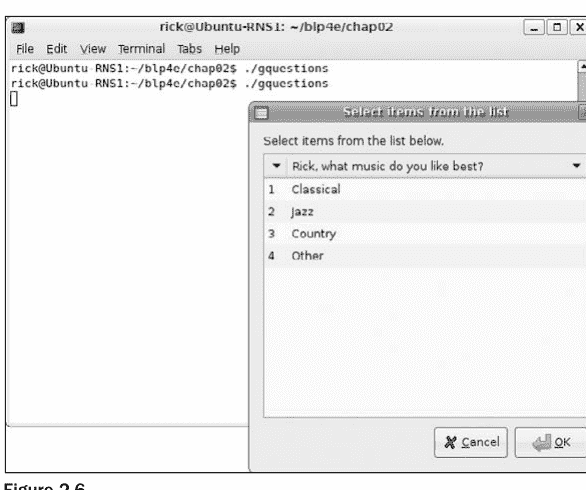 rick@Ubuntu-RNS1: ~/blp4e/chap02
File Edit View Terminal Tabs Help
rick@Ubuntu-RNS1:~/blp4e/chap02$ ./gquestions
rick@Ubuntu-RNS1:~/blp4e/chap02$ ./gquestions
Select items from the list
Select items from the list below.
Rick, what music do you like best?
1 Classical
2 Jazz
3 Country
4 Other
Cancel OK
Figure 2-6